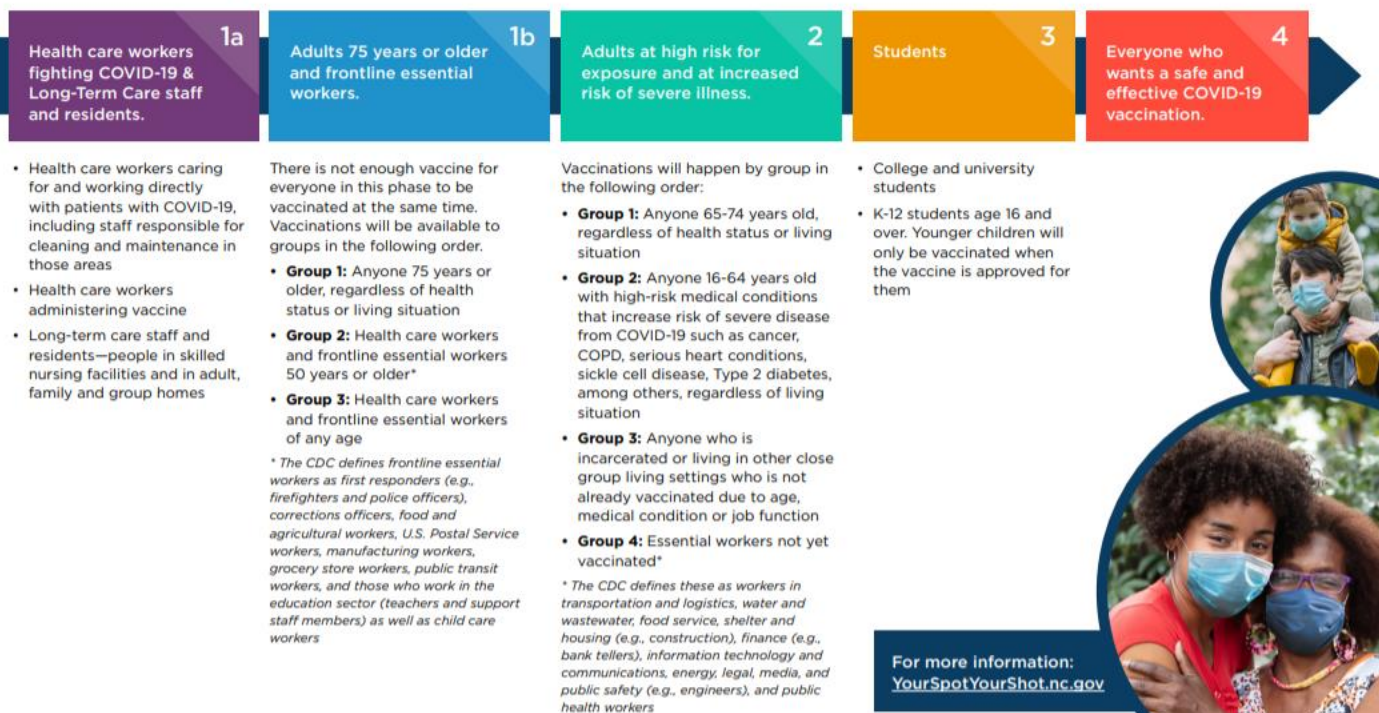 1a
Health care workers
fighting COVID-19 &
Long-Term Care staff
and residents.
• Health care workers caring
for and working directly
with patients with COVID-19,
including staff responsible for
cleaning and maintenance in
those areas
• Health care workers
administering vaccine
• Long-term care staff and
residents—people in skilled
nursing facilities and in adult,
family and group homes
1b
Adults 75 years or older
and frontline essential
workers.
There is not enough vaccine for
everyone in this phase to be
vaccinated at the same time.
Vaccinations will be available to
groups in the following order.
• Group 1: Anyone 75 years or
older, regardless of health
status or living situation
• Group 2: Health care workers
and frontline essential workers
50 years or older*
• Group 3: Health care workers
and frontline essential workers
of any age
* The CDC defines frontline essential
workers as first responders (e.g.,
firefighters and police officers),
corrections officers, food and
agricultural workers, U.S. Postal Service
workers, manufacturing workers,
grocery store workers, public transit
workers, and those who work in the
education sector (teachers and support
staff members) as well as child care
workers
2
Adults at high risk for
exposure and at increased
risk of severe illness.
Vaccinations will happen by group in
the following order:
• Group 1: Anyone 65-74 years old,
regardless of health status or living
situation
• Group 2: Anyone 16-64 years old
with high-risk medical conditions
that increase risk of severe disease
from COVID-19 such as cancer,
COPD, serious heart conditions,
sickle cell disease, Type 2 diabetes,
among others, regardless of living
situation
• Group 3: Anyone who is
incarcerated or living in other close
group living settings who is not
already vaccinated due to age,
medical condition or job function
• Group 4: Essential workers not yet
vaccinated*
* The CDC defines these as workers in
transportation and logistics, water and
wastewater, food service, shelter and
housing (e.g., construction), finance (e.g.,
bank tellers), information technology and
communications, energy, legal, media, and
public safety (e.g., engineers), and public
health workers
3
Students
• College and university
students
• K-12 students age 16 and
over. Younger children will
only be vaccinated when
the vaccine is approved for
them
4
Everyone who
wants a safe and
effective COVID-19
vaccination.
For more information:
YourSpotYourShot.nc.gov